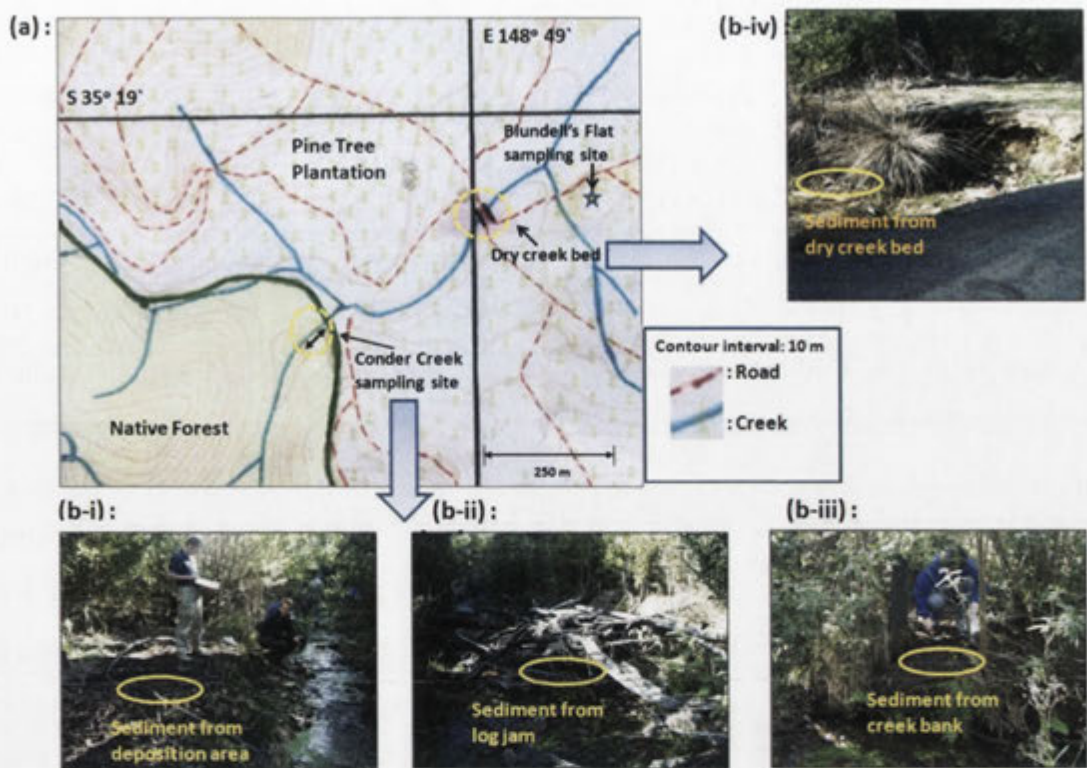 (a) :
E 148° 49`
S 35° 19`
Pine Tree
Plantation
Blundell's Flat
sampling site
Dry creek bed
Conder Creek
sampling site
Native Forest
250 m
Contour interval: 10 m
: Road
: Creek
(b-iv) :
Sediment from
dry creek bed
(b-i) :
Sediment from
deposition area
(b-ii) :
Sediment from
log jam
(b-iii) :
Sediment from
creek bank